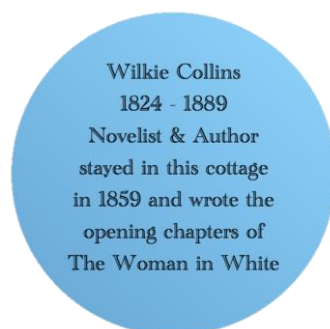 Wilkie Collins
1824 - 1889
Novelist & Author
stayed in this cottage
in 1859 and wrote the
opening chapters of
The Woman in White